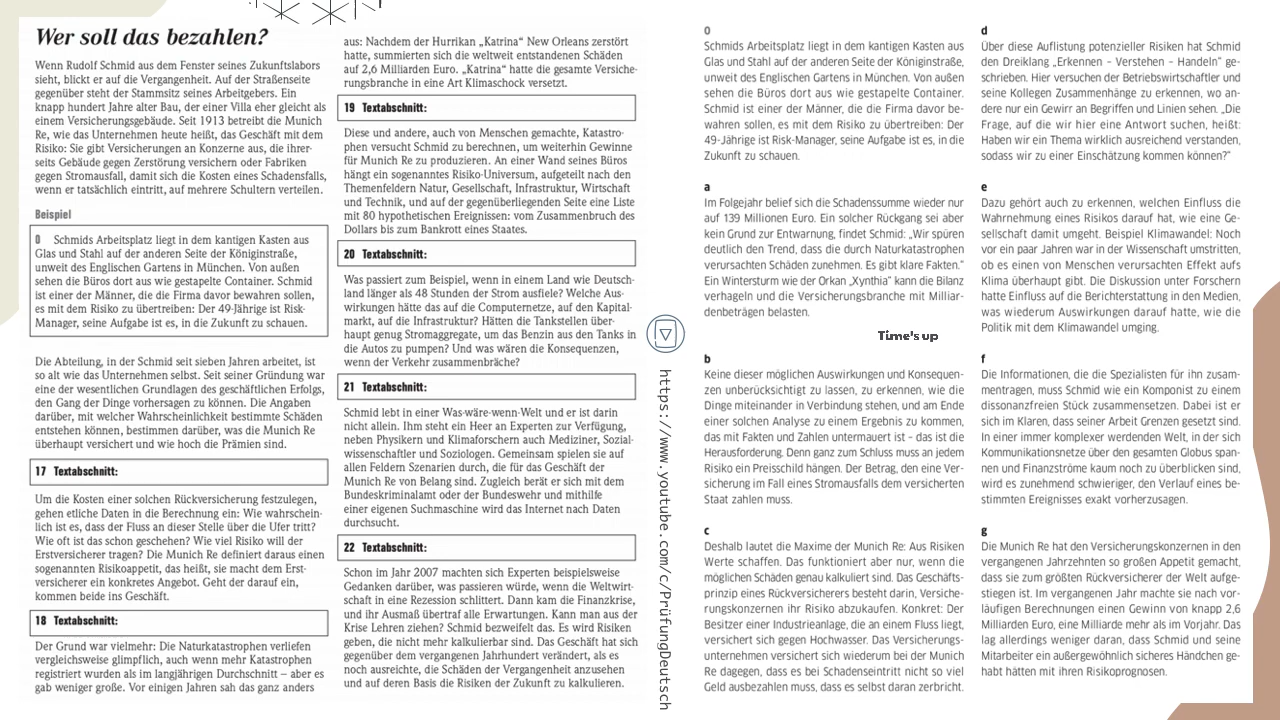 Wer soll das bezahlen?
Wenn Rudolf Schmid aus dem Fenster seines Zukunftslabors
sieht, blickt er auf die Vergangenheit. Auf der Straßenseite
gegenüber steht der Stammsitz seines Arbeitgebers. Ein
knapp hundert Jahre alter Bau, der einer Villa eher gleicht als
einem Versicherungsgebäude. Seit 1913 betreibt die Munich
Re, wie das Unternehmen heute heißt, das Geschäft mit dem
Risiko: Sie gibt Versicherungen an Konzerne aus, die ihrer-
seits Gebäude gegen Zerstörung versichern oder Fabriken
gegen Stromausfall, damit sich die Kosten eines Schadensfalls,
wenn er tatsächlich eintritt, auf mehrere Schultern verteilen.
Beispiel
0 Schmids Arbeitsplatz liegt in dem kantigen Kasten aus
Glas und Stahl auf der anderen Seite der Königinstraße,
unweit des Englischen Gartens in München. Von außen
sehen die Büros dort aus wie gestapelte Container. Schmid
ist einer der Männer, die die Firma davor bewahren sollen,
es mit dem Risiko zu übertreiben: Der 49-Jährige ist Risk-
Manager, seine Aufgabe ist es, in die Zukunft zu schauen.
Die Abteilung, in der Schmid seit sieben Jahren arbeitet, ist
so alt wie das Unternehmen selbst. Seit seiner Gründung war
eine der wesentlichen Grundlagen des geschäftlichen Erfolgs,
den Gang der Dinge vorhersagen zu können. Die Angaben
darüber, mit welcher Wahrscheinlichkeit bestimmte Schäden
entstehen können, bestimmen darüber, was die Munich Re
überhaupt versichert und wie hoch die Prämien sind.
17 Textabschnitt:
Um die Kosten einer solchen Rückversicherung festzulegen,
gehen etliche Daten in die Berechnung ein: Wie wahrschein-
lich ist es, dass der Fluss an dieser Stelle über die Ufer tritt?
Wie oft ist das schon geschehen? Wie viel Risiko will der
Erstversicherer tragen? Die Munich Re definiert daraus einen
sogenannten Risikoappetit, das heißt, sie macht dem Erst-
versicherer ein konkretes Angebot. Geht der darauf ein,
kommen beide ins Geschäft.
18 Textabschnitt:
Der Grund war vielmehr: Die Naturkatastrophen verliefen
vergleichsweise glimpflich, auch wenn mehr Katastrophen
registriert wurden als im langjährigen Durchschnitt – aber es
gab weniger große. Vor einigen Jahren sah das ganz anders
aus: Nachdem der Hurrikan „Katrina“ New Orleans zerstört
hatte, summierten sich die weltweit entstandenen Schäden
auf 2,6 Milliarden Euro. „Katrina“ hatte die gesamte Versiche-
rungsbranche in eine Art Klimaschock versetzt.
19 Textabschnitt:
Diese und andere, auch von Menschen gemachte, Katastro-
phen versucht Schmid zu berechnen, um weiterhin Gewinne
für Munich Re zu produzieren. An einer Wand seines Büros
hängt ein sogenanntes Risiko-Universum, aufgeteilt nach den
Themenfeldern Natur, Gesellschaft, Infrastruktur, Wirtschaft
und Technik, und auf der gegenüberliegenden Seite eine Liste
mit 80 hypothetischen Ereignissen: vom Zusammenbruch des
Dollars bis zum Bankrott eines Staates.
20 Textabschnitt:
Was passiert zum Beispiel, wenn in einem Land wie Deutsch-
land länger als 48 Stunden der Strom ausfiele? Welche Aus-
wirkungen hätte das auf die Computernetze, auf den Kapital-
markt, auf die Infrastruktur? Hätten die Tankstellen über-
haupt genug Stromaggregate, um das Benzin aus den Tanks in
die Autos zu pumpen? Und was wären die Konsequenzen,
wenn der Verkehr zusammenbräche?
21 Textabschnitt:
Schmid lebt in einer Was-wäre-wenn-Welt und er ist darin
nicht allein. Ihm steht ein Heer an Experten zur Verfügung,
neben Physikern und Klimaforschern auch Mediziner, Sozial-
wissenschaftler und Soziologen. Gemeinsam spielen sie auf
allen Feldern Szenarien durch, die für das Geschäft der
Munich Re von Belang sind. Zugleich berät er sich mit dem
Bundeskriminalamt oder der Bundeswehr und mithilfe
einer eigenen Suchmaschine wird das Internet nach Daten
durchsucht.
22 Textabschnitt:
Schon im Jahr 2007 machten sich Experten beispielsweise
Gedanken darüber, was passieren würde, wenn die Weltwirt-
schaft in eine Rezession schlittert. Dann kam die Finanzkrise,
und ihr Ausmaß übertraf alle Erwartungen. Kann man aus der
Krise Lehren ziehen? Schmid bezweifelt das. Es wird Risiken
geben, die nicht mehr kalkulierbar sind. Das Geschäft hat sich
gegenüber dem vergangenen Jahrhundert verändert, als es
noch ausreichte, die Schäden der Vergangenheit anzusehen
und auf deren Basis die Risiken der Zukunft zu kalkulieren.
https://www.youtube.com/c/PrüfungDeutsch
0
Schmids Arbeitsplatz liegt in dem kantigen Kasten aus
Glas und Stahl auf der anderen Seite der Königinstraße,
unweit des Englischen Gartens in München. Von außen
sehen die Büros dort aus wie gestapelte Container.
Schmid ist einer der Männer, die die Firma davor be-
wahren sollen, es mit dem Risiko zu übertreiben: Der
49-Jährige ist Risk-Manager, seine Aufgabe ist es, in die
Zukunft zu schauen.
a
Im Folgejahr belief sich die Schadenssumme wieder nur
auf 139 Millionen Euro. Ein solcher Rückgang sei aber
kein Grund zur Entwarnung, findet Schmid: „Wir spüren
deutlich den Trend, dass die durch Naturkatastrophen
verursachten Schäden zunehmen. Es gibt klare Fakten.“
Ein Wintersturm wie der Orkan „Xynthia“ kann die Bilanz
verhageln und die Versicherungsbranche mit Milliar-
denbeträgen belasten.
Time's up
b
Keine dieser möglichen Auswirkungen und Konsequen-
zen unberücksichtigt zu lassen, zu erkennen, wie die
Dinge miteinander in Verbindung stehen, und am Ende
einer solchen Analyse zu einem Ergebnis zu kommen,
das mit Fakten und Zahlen untermauert ist – das ist die
Herausforderung. Denn ganz zum Schluss muss an jedem
Risiko ein Preisschild hängen. Der Betrag, den eine Ver-
sicherung im Fall eines Stromausfalls dem versicherten
Staat zahlen muss.
c
Deshalb lautet die Maxime der Munich Re: Aus Risiken
Werte schaffen. Das funktioniert aber nur, wenn die
möglichen Schäden genau kalkuliert sind. Das Geschäfts-
prinzip eines Rückversicherers besteht darin, Versiche-
rungskonzernen ihr Risiko abzukaufen. Konkret: Der
Besitzer einer Industrieanlage, die an einem Fluss liegt,
versichert sich gegen Hochwasser. Das Versicherungs-
unternehmen versichert sich wiederum bei der Munich
Re dagegen, dass es bei Schadenseintritt nicht so viel
Geld ausbezahlen muss, dass es selbst daran zerbricht.
d
Über diese Auflistung potenzieller Risiken hat Schmid
den Dreiklang „Erkennen – Verstehen – Handeln“ ge-
schrieben. Hier versuchen der Betriebswirtschaftler und
seine Kollegen Zusammenhänge zu erkennen, wo an-
dere nur ein Gewirr an Begriffen und Linien sehen. „Die
Frage, auf die wir hier eine Antwort suchen, heißt:
Haben wir ein Thema wirklich ausreichend verstanden,
sodass wir zu einer Einschätzung kommen können?“
e
Dazu gehört auch zu erkennen, welchen Einfluss die
Wahrnehmung eines Risikos darauf hat, wie eine Ge-
sellschaft damit umgeht. Beispiel Klimawandel: Noch
vor ein paar Jahren war in der Wissenschaft umstritten,
ob es einen von Menschen verursachten Effekt aufs
Klima überhaupt gibt. Die Diskussion unter Forschern
hatte Einfluss auf die Berichterstattung in den Medien,
was wiederum Auswirkungen darauf hatte, wie die
Politik mit dem Klimawandel umging.
f
Die Informationen, die die Spezialisten für ihn zusam-
mentragen, muss Schmid wie ein Komponist zu einem
dissonanzfreien Stück zusammensetzen. Dabei ist er
sich im Klaren, dass seiner Arbeit Grenzen gesetzt sind.
In einer immer komplexer werdenden Welt, in der sich
Kommunikationsnetze über den gesamten Globus span-
nen und Finanzströme kaum noch zu überblicken sind,
wird es zunehmend schwieriger, den Verlauf eines be-
stimmten Ereignisses exakt vorherzusagen.
g
Die Munich Re hat den Versicherungskonzernen in den
vergangenen Jahrzehnten so großen Appetit gemacht,
dass sie zum größten Rückversicherer der Welt aufge-
stiegen ist. Im vergangenen Jahr machte sie nach vor-
läufigen Berechnungen einen Gewinn von knapp 2,6
Milliarden Euro, eine Milliarde mehr als im Vorjahr. Das
lag allerdings weniger daran, dass Schmid und seine
Mitarbeiter ein außergewöhnlich sicheres Händchen ge-
habt hätten mit ihren Risikoprognosen.